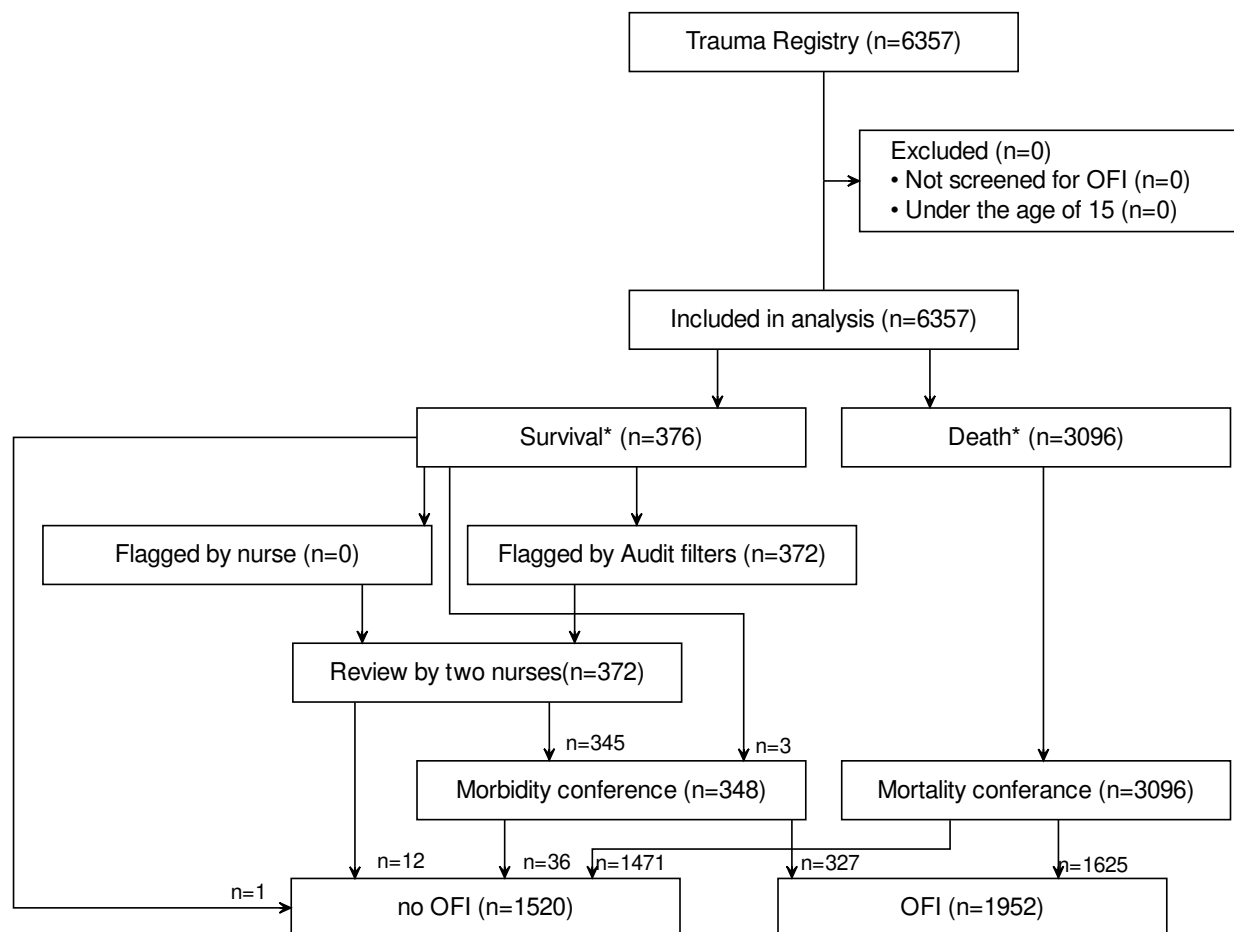 Trauma Registry (n=6357)
Excluded (n=0)
• Not screened for OFI (n=0)
• Under the age of 15 (n=0)
Included in analysis (n=6357)
Survival* (n=376)
Death* (n=3096)
Flagged by nurse (n=0)
Flagged by Audit filters (n=372)
Review by two nurses(n=372)
n=345
n=3
Morbidity conference (n=348)
Mortality conferance (n=3096)
n=12
n=36
n=1471
n=327
n=1625
n=1
no OFI (n=1520)
OFI (n=1952)